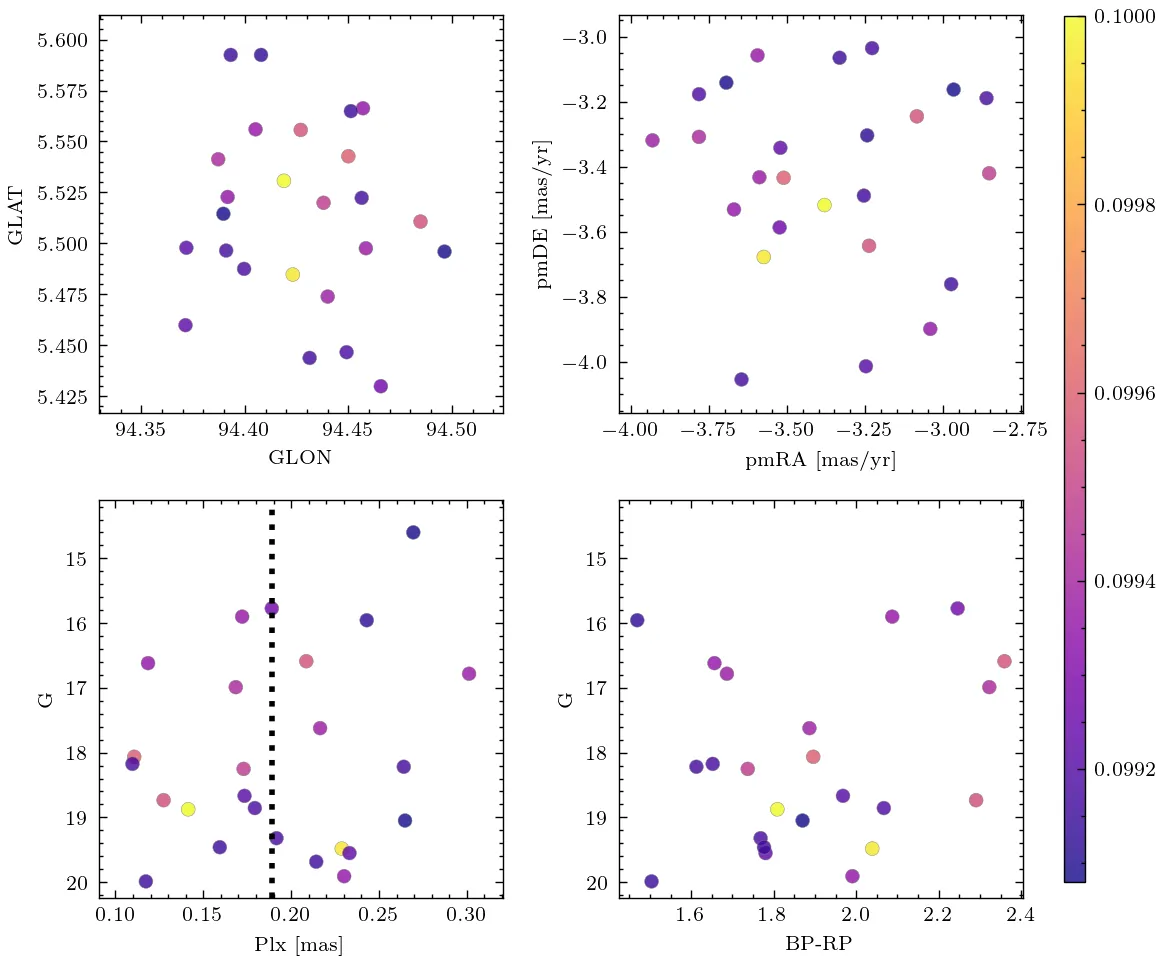 5.600
5.575
5.550
5.525
5.500
5.475
5.450
5.425
GLAT
94.35 94.40 94.45 94.50
GLON
−3.0
−3.2
−3.4
−3.6
−3.8
−4.0
pmDE [mas/yr]
−4.00 −3.75 −3.50 −3.25 −3.00 −2.75
pmRA [mas/yr]
15
16
17
18
19
20
G
0.10 0.15 0.20 0.25 0.30
Plx [mas]
15
16
17
18
19
20
G
1.6 1.8 2.0 2.2 2.4
BP-RP
0.1000
0.0998
0.0996
0.0994
0.0992